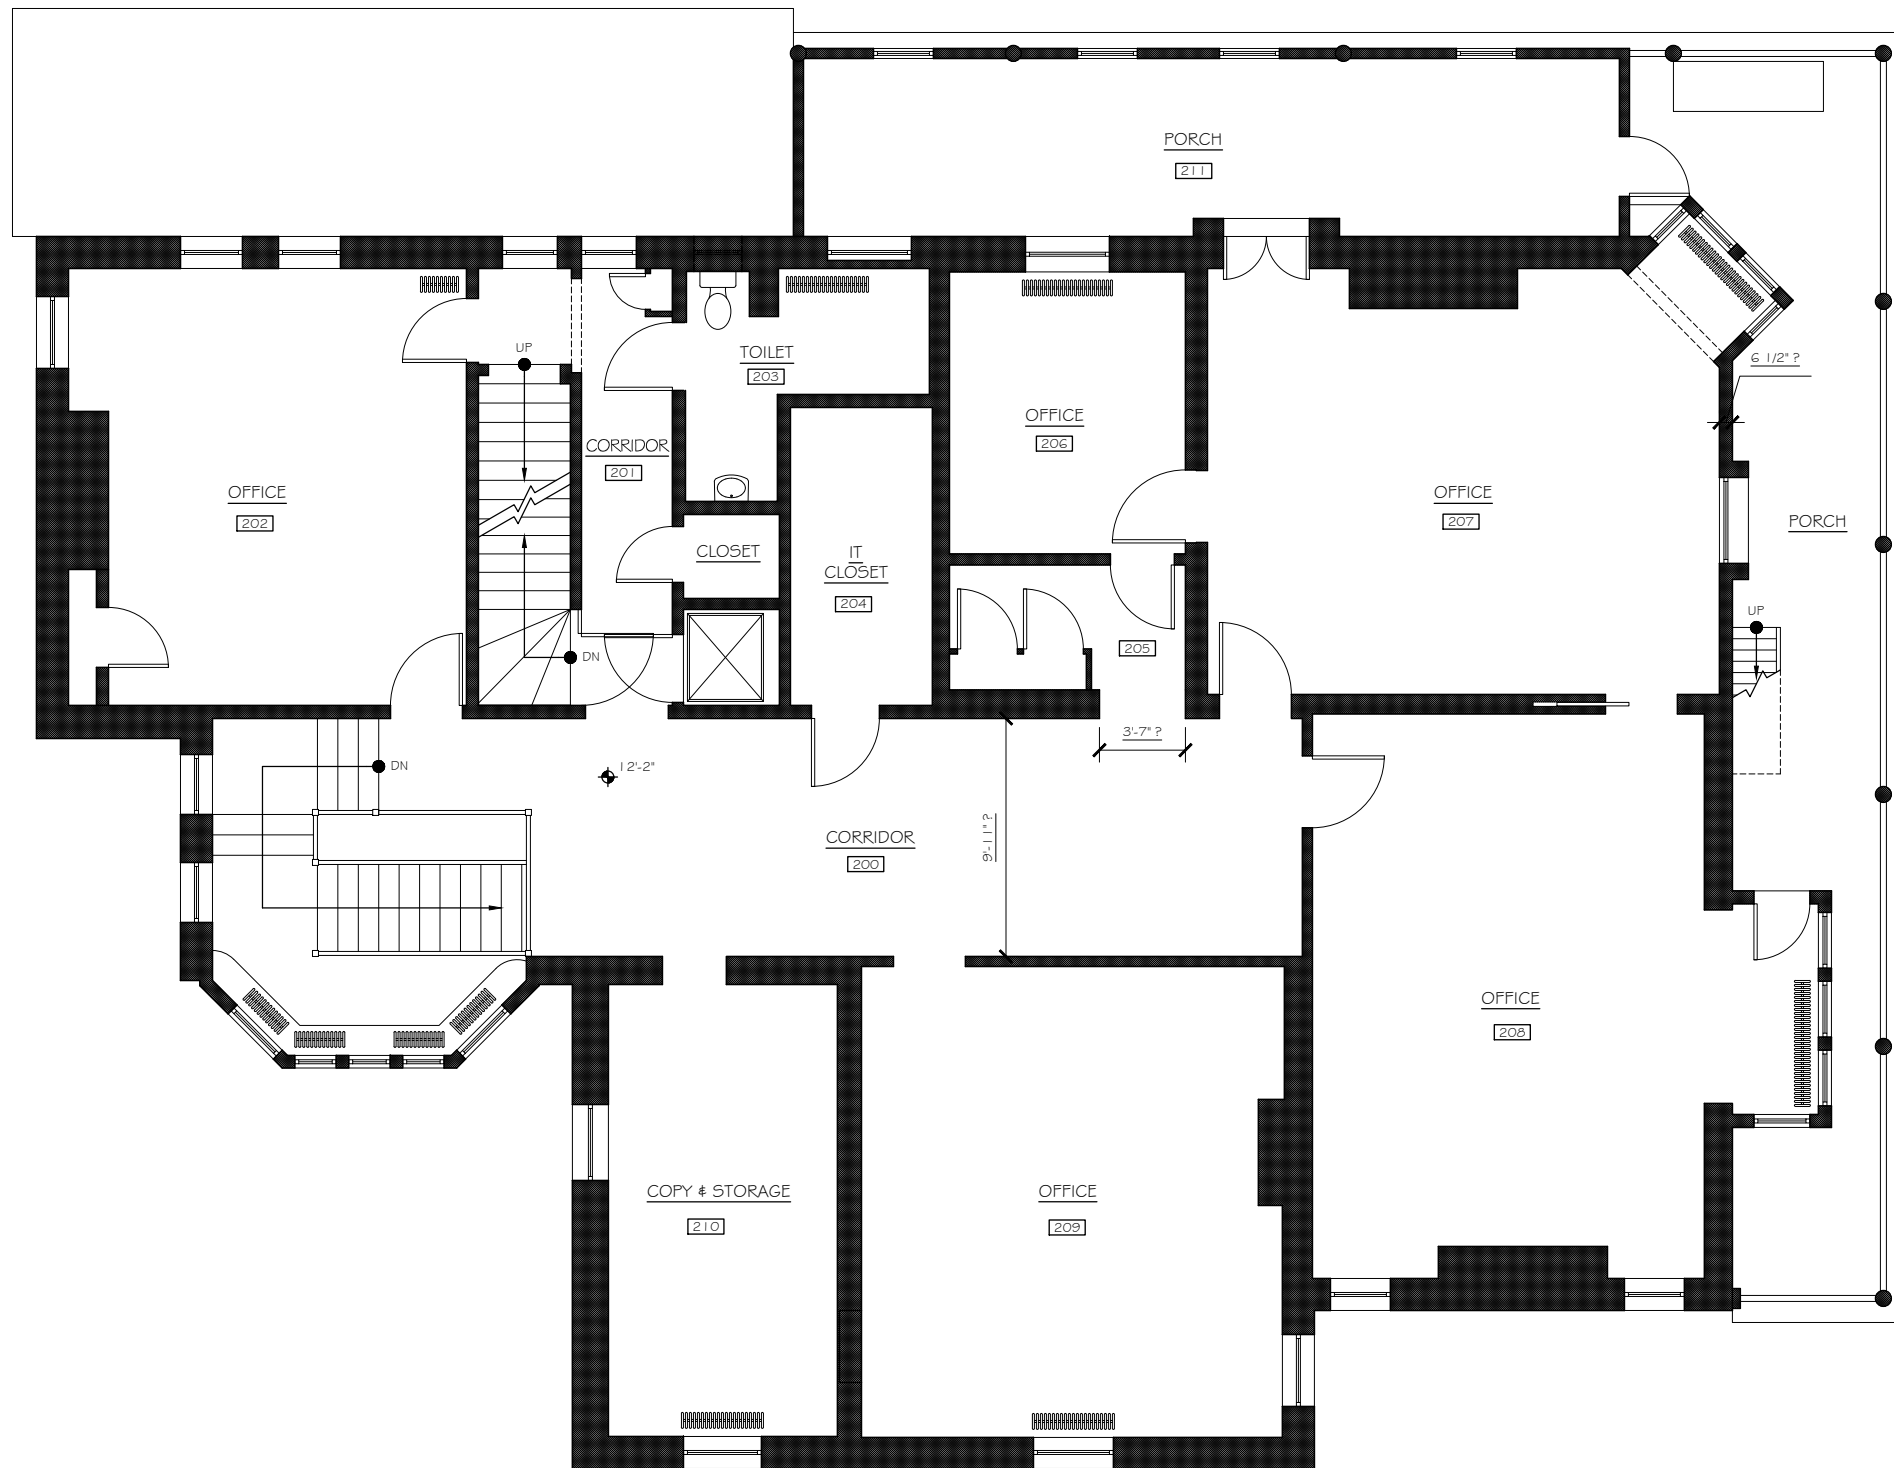 PORCH
211
UP
TOILET
203
6 1/2" ?
OFFICE
206
CORRIDOR
201
OFFICE
202
OFFICE
207
PORCH
CLOSET
IT
CLOSET
204
UP
205
DN
3'-7" ?
DN
12'-2"
CORRIDOR
200
9'-11" ?
OFFICE
208
COPY & STORAGE
210
OFFICE
209